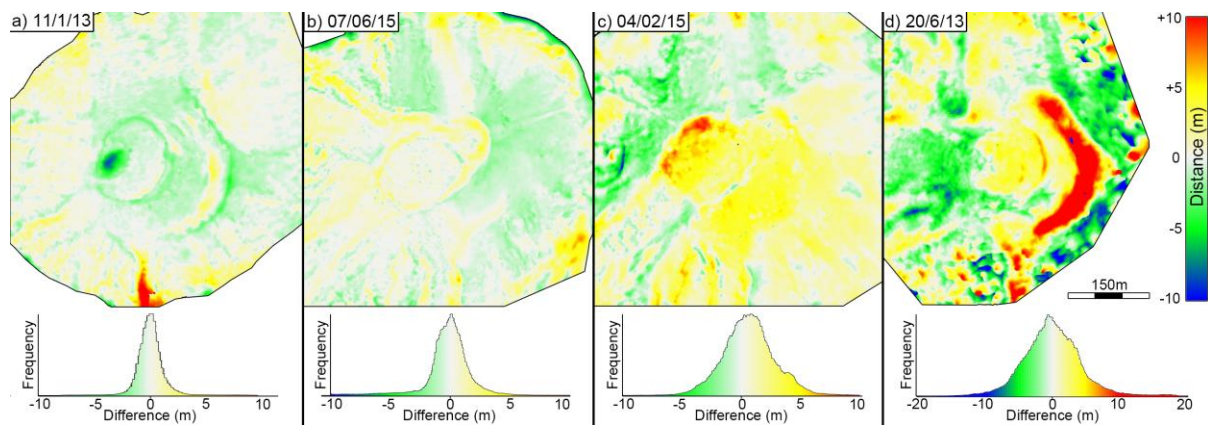 a) 11/1/13
b) 07/06/15
c) 04/02/15
d) 20/6/13
+10
+5
0
-5
-10
Distance (m)
150m
Frequency
-10 -5 0 5 10
Difference (m)
Frequency
-10 -5 0 5 10
Difference (m)
Frequency
-10 -5 0 5 10
Difference (m)
Frequency
-20 -10 0 10 20
Difference (m)